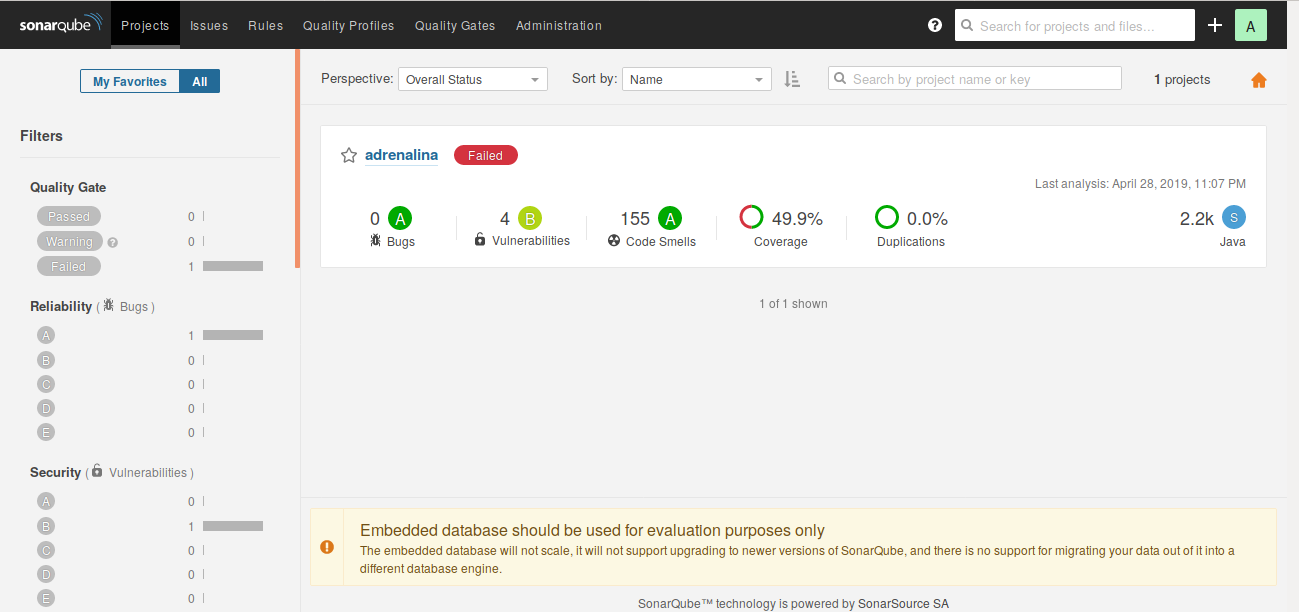 sonarqube Projects Issues Rules Quality Profiles Quality Gates Administration ? Search for projects and files... + A
My Favorites All
Perspective: Overall Status Sort by: Name Search by project name or key 1 projects
Filters
Quality Gate
Passed 0
Warning ? 0
Failed 1
Reliability ( Bugs )
A 1
B 0
C 0
D 0
E 0
Security ( Vulnerabilities )
A 0
B 1
C 0
D 0
E 0
adrenalina Failed
Last analysis: April 28, 2019, 11:07 PM
0 A 4 B 155 A 49.9% 0.0% 2.2k S
Bugs Vulnerabilities Code Smells Coverage Duplications Java
1 of 1 shown
Embedded database should be used for evaluation purposes only
The embedded database will not scale, it will not support upgrading to newer versions of SonarQube, and there is no support for migrating your data out of it into a
different database engine.
SonarQube™ technology is powered by SonarSource SA